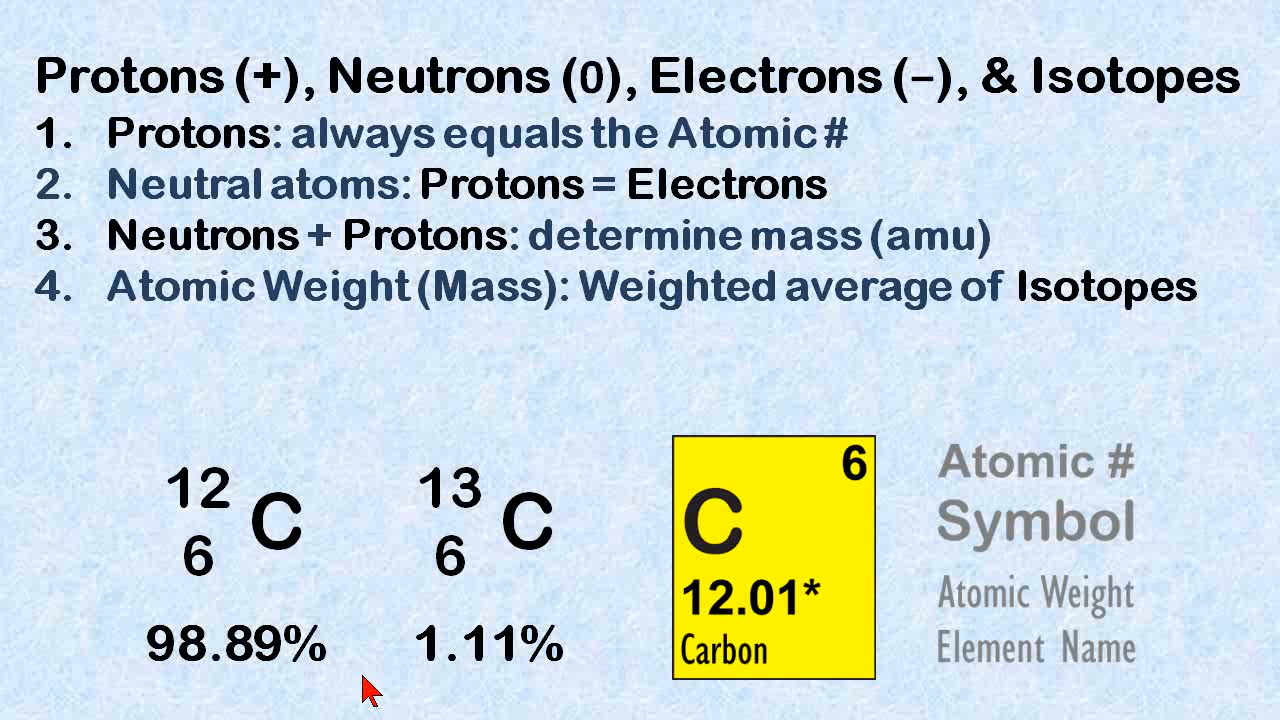 Protons (+), Neutrons (0), Electrons (–), & Isotopes
1. Protons: always equals the Atomic #
2. Neutral atoms: Protons = Electrons
3. Neutrons + Protons: determine mass (amu)
4. Atomic Weight (Mass): Weighted average of Isotopes
12
6
C
98.89%
13
6
C
1.11%
6
C
12.01*
Carbon
Atomic #
Symbol
Atomic Weight
Element Name